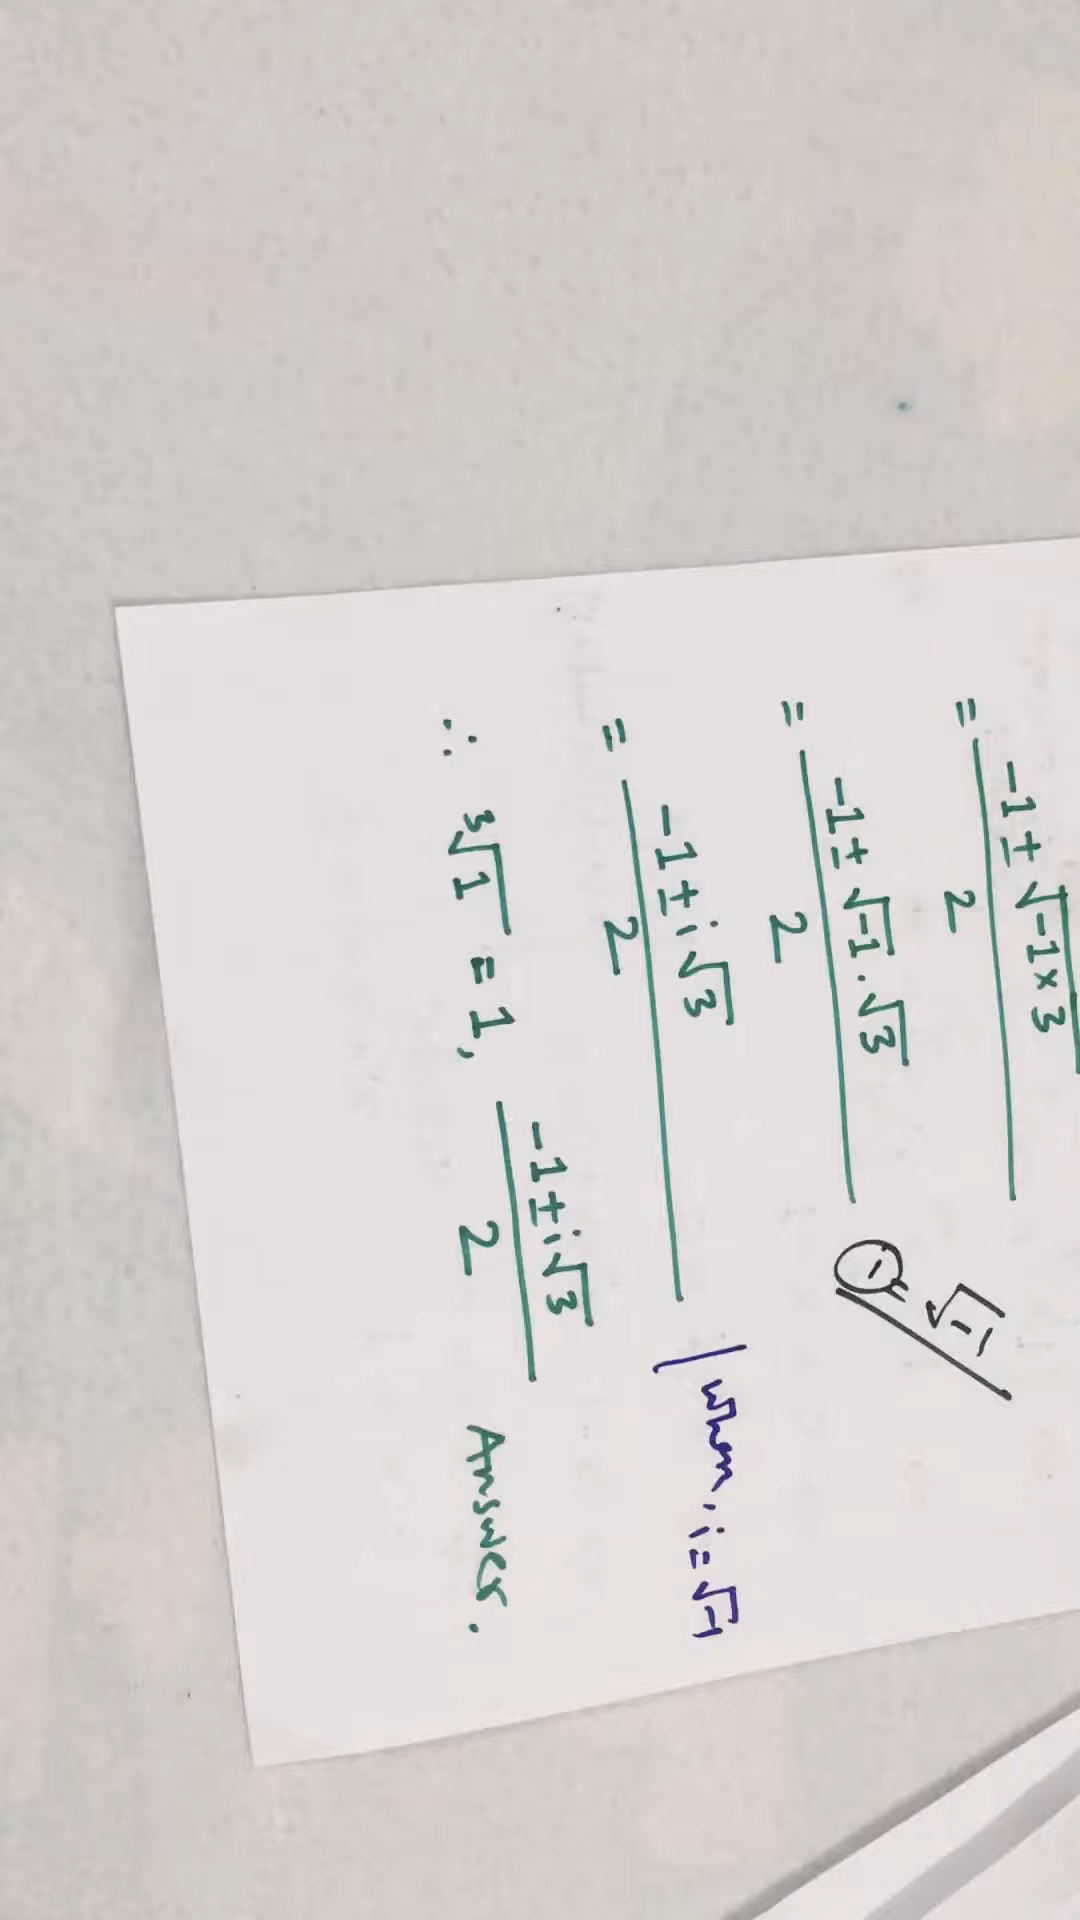 = (-1 ± √(-1 × 3)) / 2
= (-1 ± √-1 . √3) / 2
i = √-1
= (-1 ± i√3) / 2 | when, i = √-1
∴ ³√1 = 1, (-1 ± i√3) / 2 Answer.